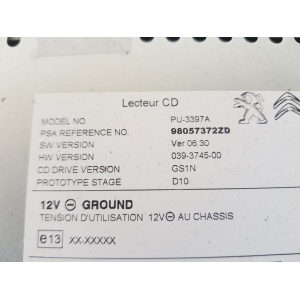 Lecteur CD
MODEL NO. PU-3397A
PSA REFERENCE NO. 98057372ZD
SW VERSION Ver 06.30
HW VERSION 039-3745-00
CD DRIVE VERSION GS1N
PROTOTYPE STAGE D10
12V ⊖ GROUND
TENSION D'UTILISATION 12V ⊖ AU CHASSIS
e13 XX-XXXXX